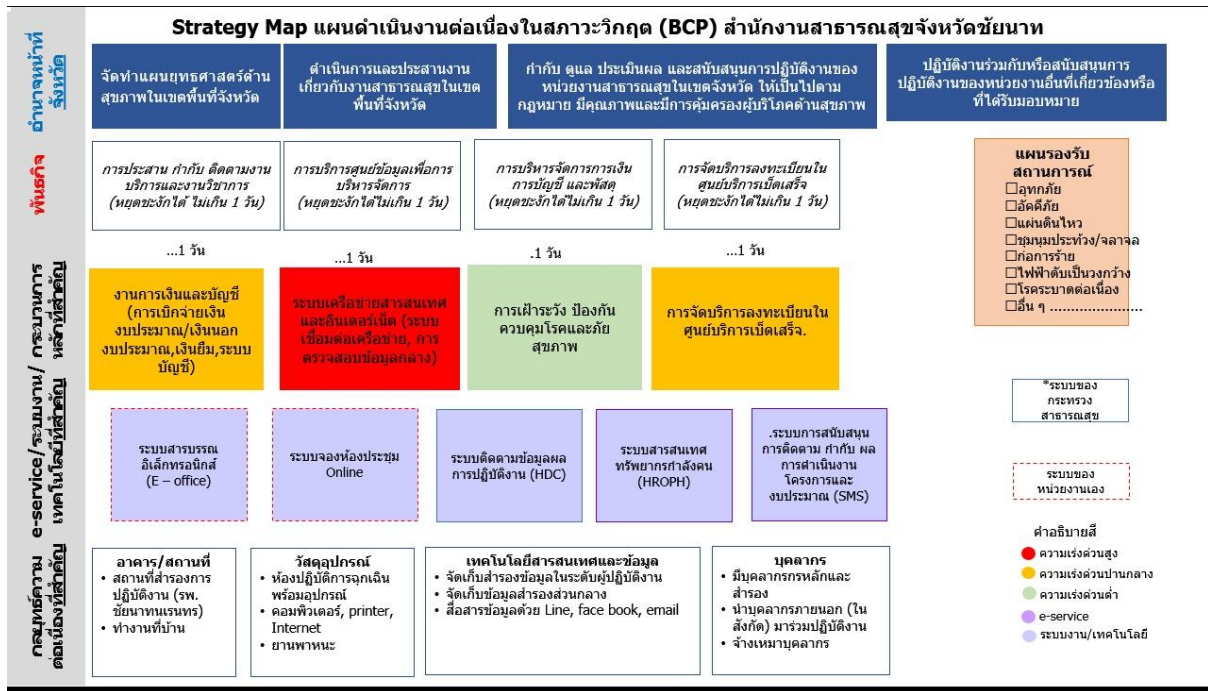 Strategy Map แผนดำเนินงานต่อเนื่องในสภาวะวิกฤต (BCP) สำนักงานสาธารณสุขจังหวัดชัยนาท
อำนาจหน้าที่
จังหวัด
จัดทำแผนยุทธศาสตร์ด้าน
สุขภาพในเขตพื้นที่จังหวัด
ดำเนินการและประสานงาน
เกี่ยวกับงานสาธารณสุขในเขต
พื้นที่จังหวัด
กำกับ ดูแล ประเมินผล และสนับสนุนการปฏิบัติงานของ
หน่วยงานสาธารณสุขในเขตจังหวัด ให้เป็นไปตาม
กฎหมาย มีคุณภาพและมีการคุ้มครองผู้บริโภคด้านสุขภาพ
ปฏิบัติงานร่วมกับหรือสนับสนุนการ
ปฏิบัติงานของหน่วยงานอื่นที่เกี่ยวข้องหรือ
ที่ได้รับมอบหมาย
พันธกิจ
การประสาน กำกับ ติดตามงาน
บริการและงานวิชาการ
(หยุดชะงักได้ ไม่เกิน 1 วัน)
การบริการศูนย์ข้อมูลเพื่อการ
บริหารจัดการ
(หยุดชะงักได้ไม่เกิน 1 วัน)
การบริหารจัดการการเงิน
การบัญชี และพัสดุ
(หยุดชะงักได้ไม่เกิน 1 วัน)
การจัดบริการลงทะเบียนใน
ศูนย์บริการเบ็ดเสร็จ
(หยุดชะงักได้ไม่เกิน 1 วัน)
แผนรองรับ
สถานการณ์
☐อุทกภัย
☐อัคคีภัย
☐แผ่นดินไหว
☐ชุมนุมประท้วง/จลาจล
☐ก่อการร้าย
☐ไฟฟ้าดับเป็นวงกว้าง
☐โรคระบาดต่อเนื่อง
☐อื่น ๆ ......................
กระบวนการ
หลักที่สำคัญ
...1 วัน
...1 วัน
.1 วัน
...1 วัน
งานการเงินและบัญชี
(การเบิกจ่ายเงิน
งบประมาณ/เงินนอก
งบประมาณ,เงินยืม,ระบบ
บัญชี)
ระบบเครือข่ายสารสนเทศ
และอินเตอร์เน็ต (ระบบ
เชื่อมต่อเครือข่าย, การ
ตรวจสอบข้อมูลกลาง)
การเฝ้าระวัง ป้องกัน
ควบคุมโรคและภัย
สุขภาพ
การจัดบริการลงทะเบียนใน
ศูนย์บริการเบ็ดเสร็จ.
e-service/ระบบงาน/
เทคโนโลยีที่สำคัญ
ระบบสารบรรณ
อิเล็กทรอนิกส์
(E – office)
ระบบจองห้องประชุม
Online
ระบบติดตามข้อมูลผล
การปฏิบัติงาน (HDC)
ระบบสารสนเทศ
ทรัพยากรกำลังคน
(HROPH)
.ระบบการสนับสนุน
การติดตาม กำกับ ผล
การดำเนินงาน
โครงการและ
งบประมาณ (SMS)
*ระบบของ
กระทรวง
สาธารณสุข
ระบบของ
หน่วยงานเอง
กลยุทธ์ความ
ต่อเนื่องที่สำคัญ
อาคาร/สถานที่
• สถานที่สำรองการ
ปฏิบัติงาน (รพ.
ชัยนาทนเรนทร)
• ทำงานที่บ้าน
วัสดุอุปกรณ์
• ห้องปฏิบัติการฉุกเฉิน
พร้อมอุปกรณ์
• คอมพิวเตอร์, printer,
Internet
• ยานพาหนะ
เทคโนโลยีสารสนเทศและข้อมูล
• จัดเก็บสำรองข้อมูลในระดับผู้ปฏิบัติงาน
• จัดเก็บข้อมูลสำรองส่วนกลาง
• สื่อสารข้อมูลด้วย Line, face book, email
บุคลากร
• มีบุคลากรกรหลักและ
สำรอง
• นำบุคลากรภายนอก (ใน
สังกัด) มาร่วมปฏิบัติงาน
• จ้างเหมาบุคลากร
คำอธิบายสี
ความเร่งด่วนสูง
ความเร่งด่วนปานกลาง
ความเร่งด่วนต่ำ
e-service
ระบบงาน/เทคโนโลยี